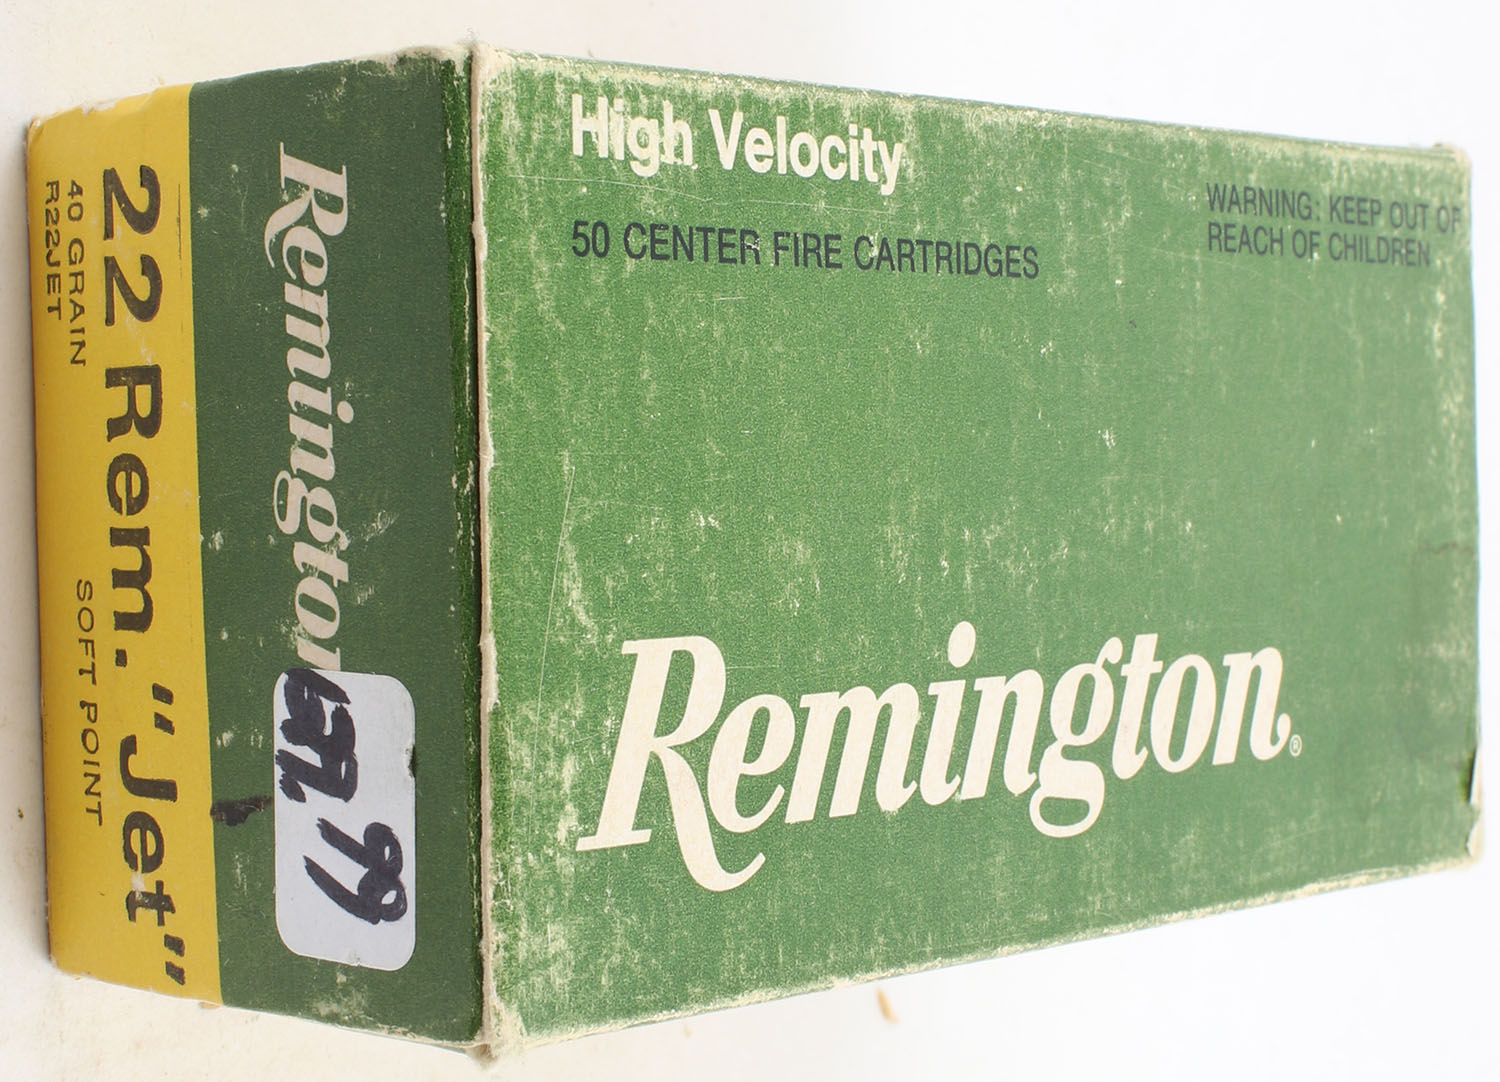 High Velocity
50 CENTER FIRE CARTRIDGES
WARNING: KEEP OUT OF
REACH OF CHILDREN
Remington®
Remington
22 Rem. "Jet"
40 GRAIN SOFT POINT
R22JET